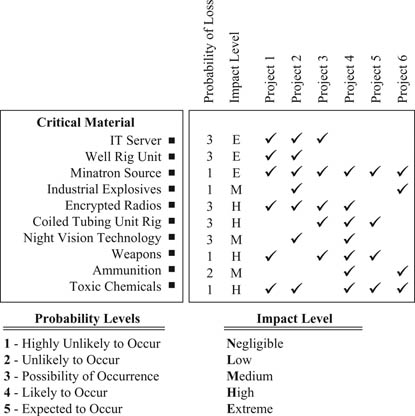 Probability of Loss Impact Level Project 1 Project 2 Project 3 Project 4 Project 5 Project 6
Critical Material
IT Server ■ 3 E ✓ ✓ ✓
Well Rig Unit ■ 3 E ✓ ✓
Minatron Source ■ 1 E ✓ ✓ ✓ ✓ ✓ ✓
Industrial Explosives ■ 1 M ✓ ✓
Encrypted Radios ■ 3 H ✓ ✓ ✓ ✓
Coiled Tubing Unit Rig ■ 3 H ✓ ✓ ✓
Night Vision Technology ■ 3 M ✓ ✓
Weapons ■ 1 H ✓ ✓ ✓ ✓
Ammunition ■ 2 M ✓ ✓
Toxic Chemicals ■ 1 H ✓ ✓ ✓ ✓ ✓
Probability Levels
1 - Highly Unlikely to Occur
2 - Unlikely to Occur
3 - Possibility of Occurrence
4 - Likely to Occur
5 - Expected to Occur
Impact Level
Negligible
Low
Medium
High
Extreme